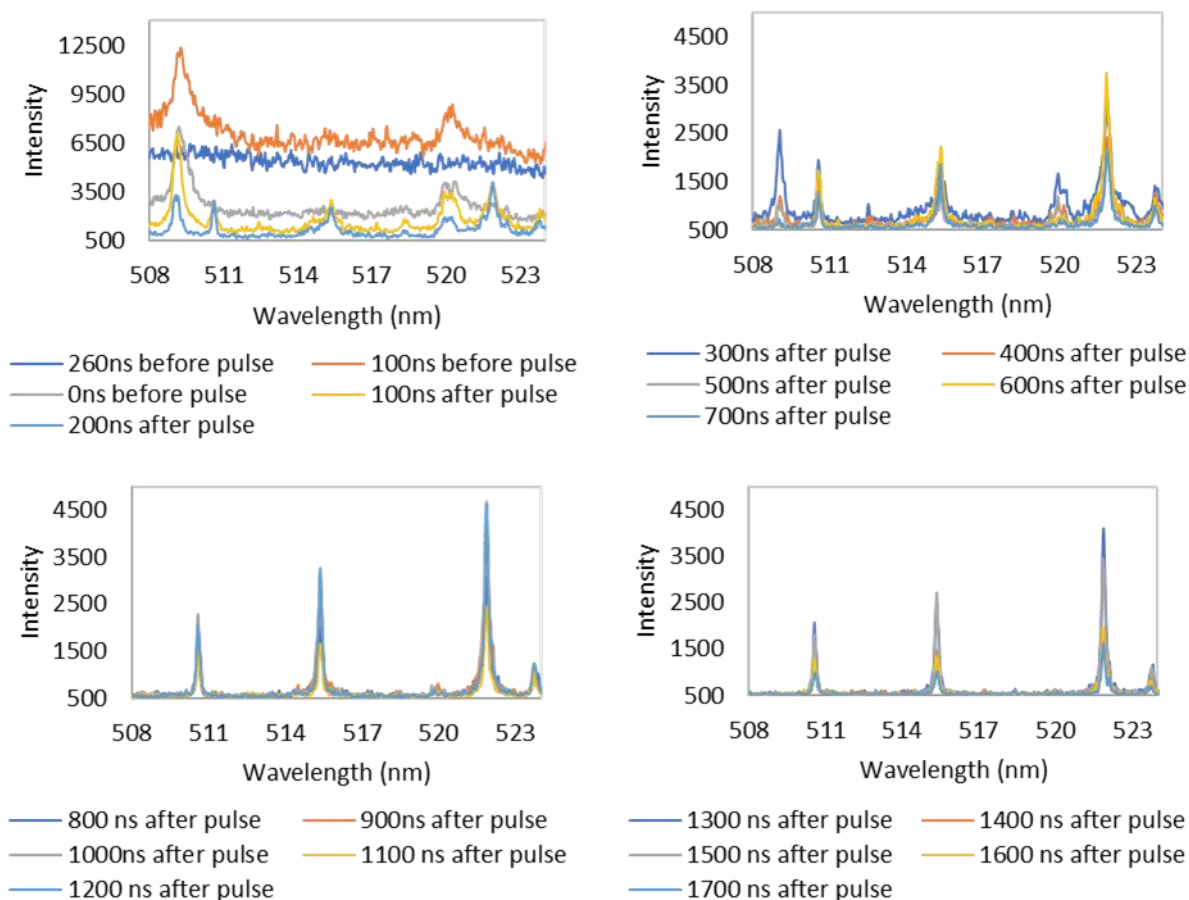 12500
9500
6500
3500
500
Intensity
508 511 514 517 520 523
Wavelength (nm)
260ns before pulse 100ns before pulse
0ns before pulse 100ns after pulse
200ns after pulse
4500
3500
2500
1500
500
Intensity
508 511 514 517 520 523
Wavelength (nm)
300ns after pulse 400ns after pulse
500ns after pulse 600ns after pulse
700ns after pulse
4500
3500
2500
1500
500
Intensity
508 511 514 517 520 523
Wavelength (nm)
800 ns after pulse 900ns after pulse
1000ns after pulse 1100 ns after pulse
1200 ns after pulse
4500
3500
2500
1500
500
Intensity
508 511 514 517 520 523
Wavelength (nm)
1300 ns after pulse 1400 ns after pulse
1500 ns after pulse 1600 ns after pulse
1700 ns after pulse